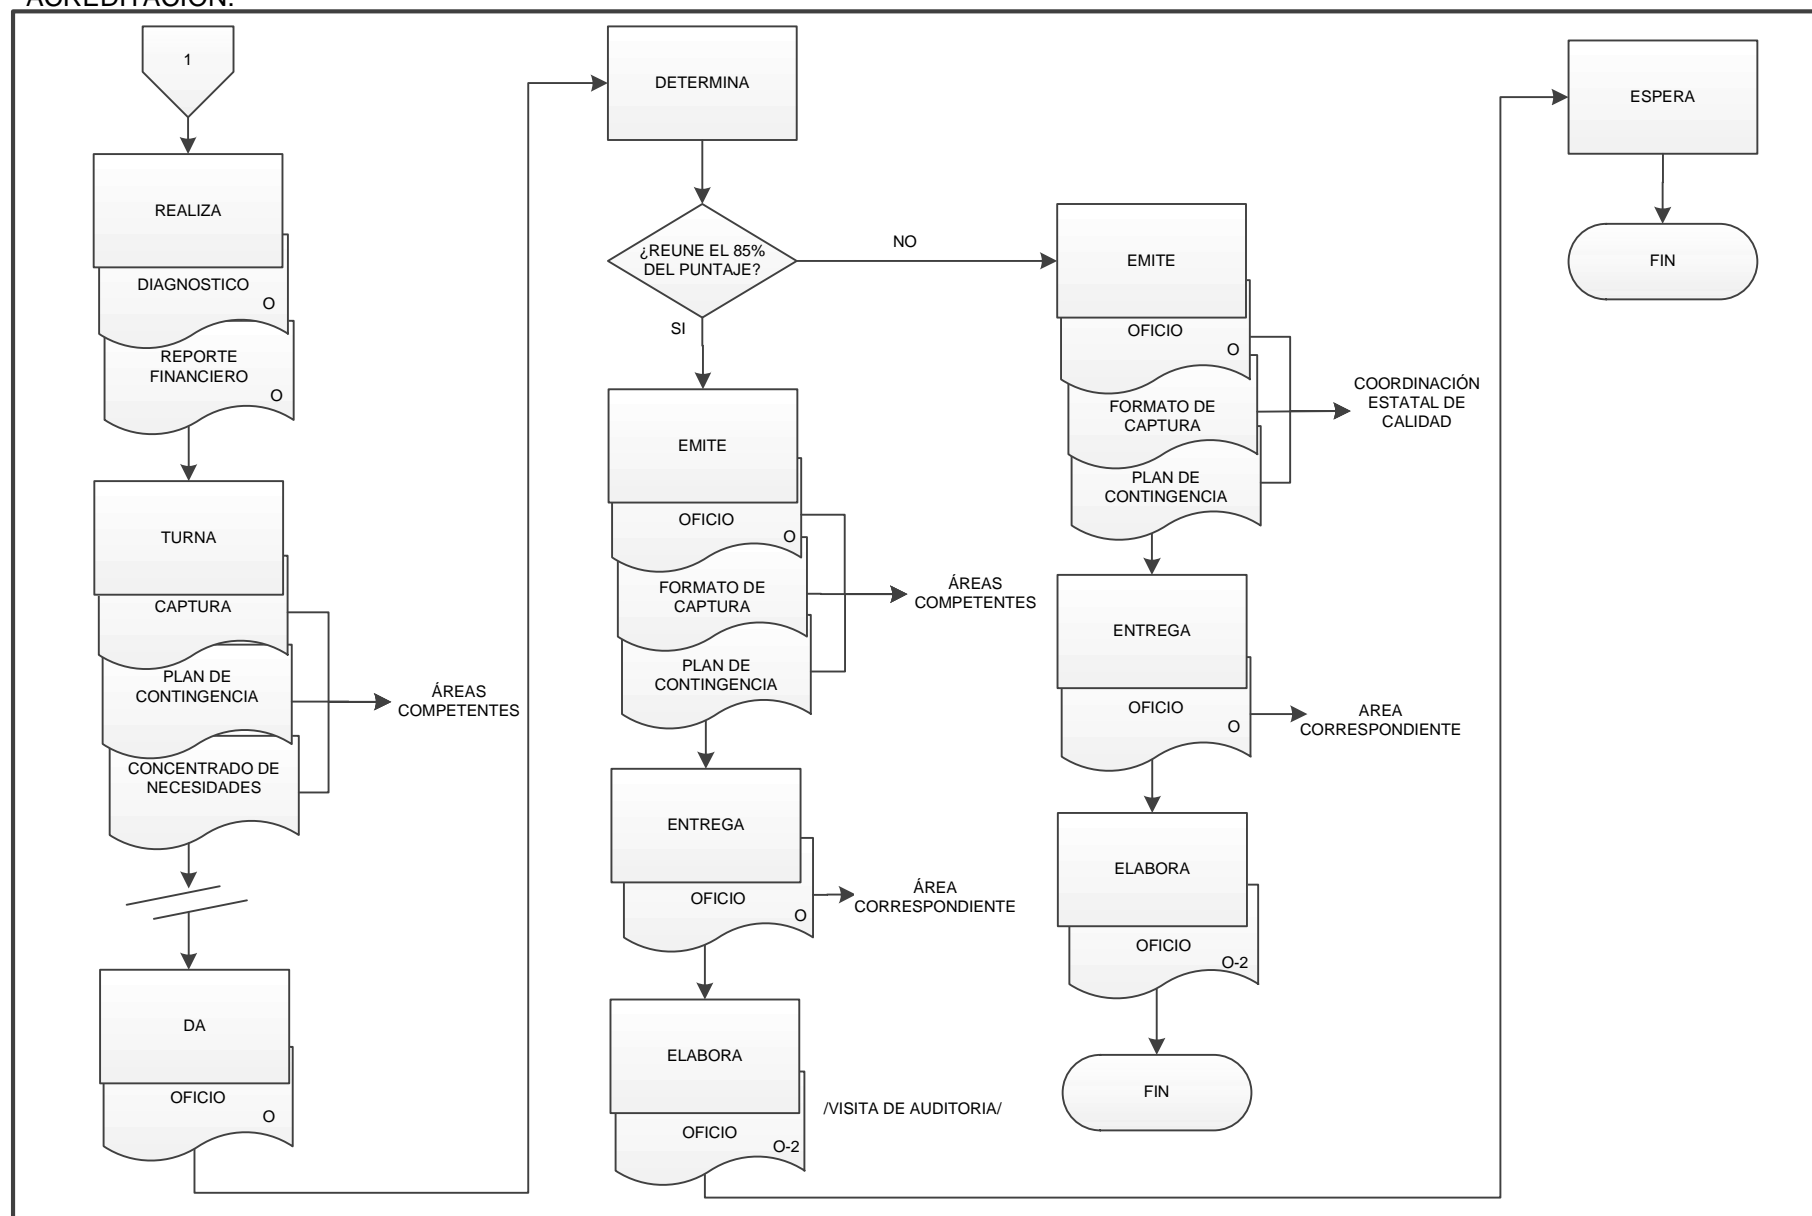 ACREDITACIÓN.
1
REALIZA
DIAGNOSTICO
O
REPORTE
FINANCIERO
O
TURNA
CAPTURA
PLAN DE
CONTINGENCIA
CONCENTRADO DE
NECESIDADES
ÁREAS
COMPETENTES
DA
OFICIO
O
DETERMINA
¿REUNE EL 85%
DEL PUNTAJE?
NO
SI
EMITE
OFICIO
O
FORMATO DE
CAPTURA
PLAN DE
CONTINGENCIA
ÁREAS
COMPETENTES
ENTREGA
OFICIO
O
ÁREA
CORRESPONDIENTE
ELABORA
OFICIO
O-2
/VISITA DE AUDITORIA/
EMITE
OFICIO
O
FORMATO DE
CAPTURA
PLAN DE
CONTINGENCIA
COORDINACIÓN
ESTATAL DE
CALIDAD
ENTREGA
OFICIO
O
AREA
CORRESPONDIENTE
ELABORA
OFICIO
O-2
FIN
ESPERA
FIN